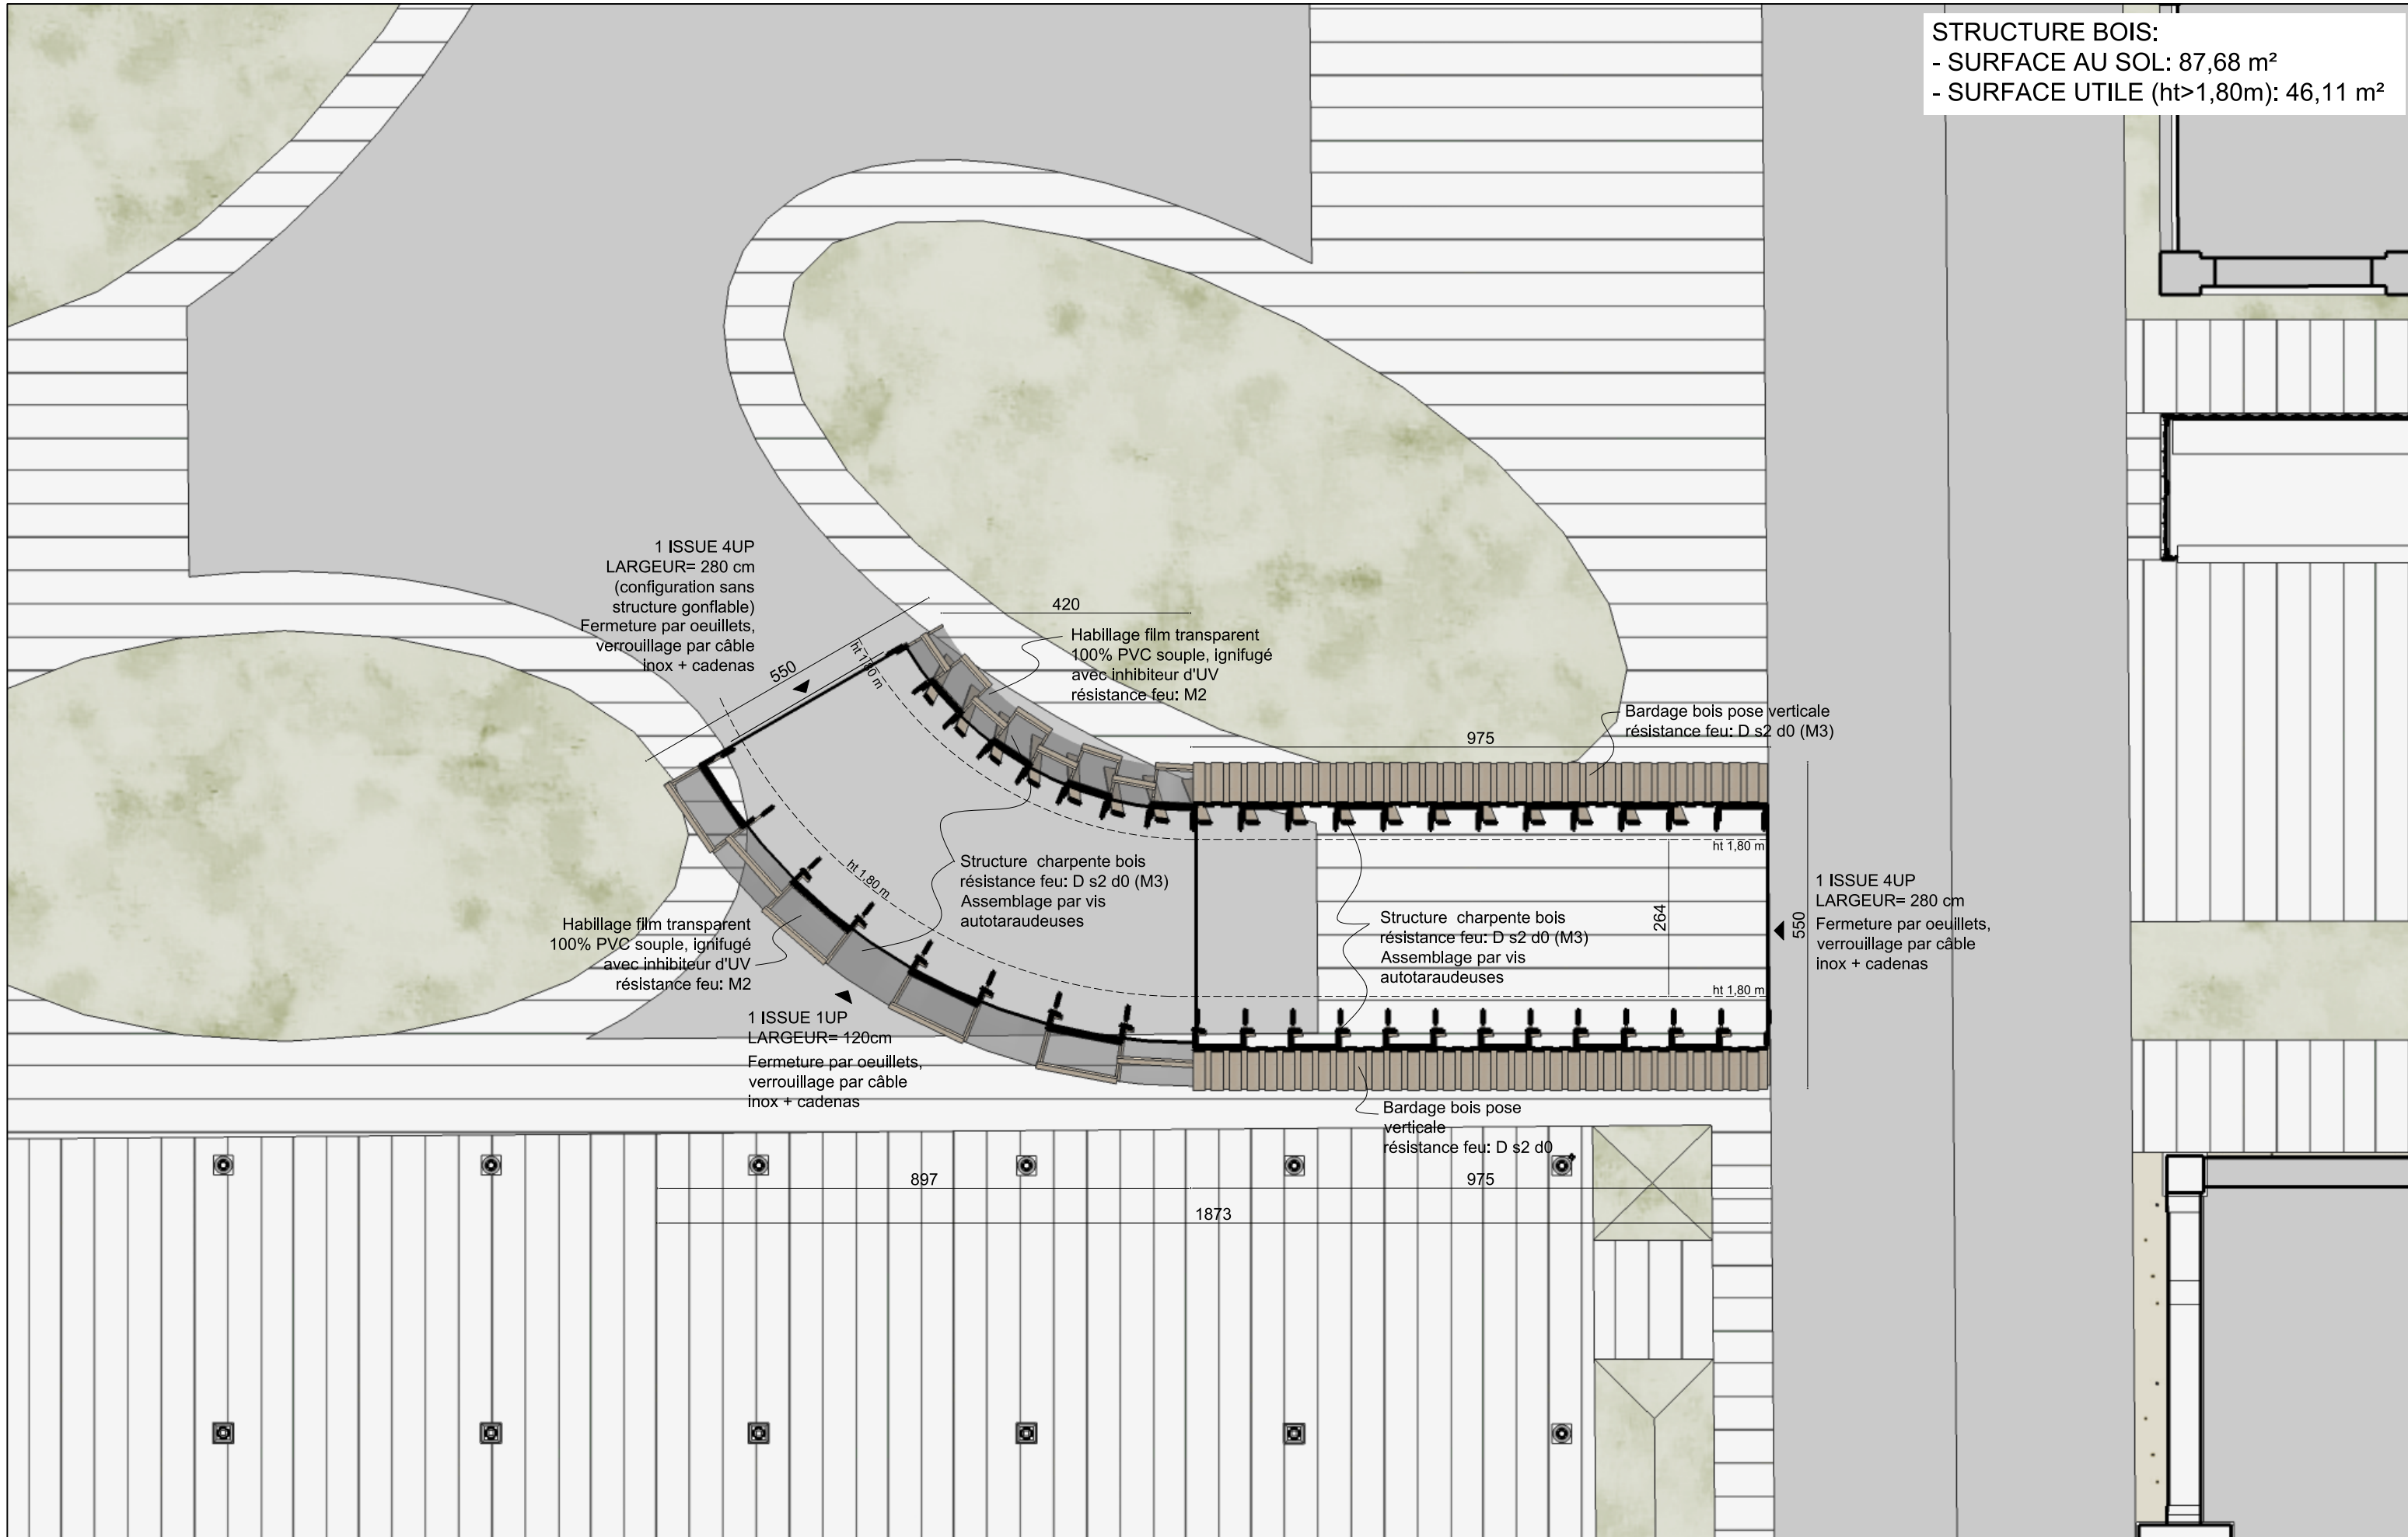 STRUCTURE BOIS:
- SURFACE AU SOL: 87,68 m²
- SURFACE UTILE (ht>1,80m): 46,11 m²
1 ISSUE 4UP
LARGEUR= 280 cm
(configuration sans
structure gonflable)
Fermeture par oeuillets,
verrouillage par câble
inox + cadenas
550
420
ht 1,80 m
Habillage film transparent
100% PVC souple, ignifugé
avec inhibiteur d'UV
résistance feu: M2
Bardage bois pose verticale
résistance feu: D s2 d0 (M3)
975
ht 1,80 m
ht 1,80 m
Structure charpente bois
résistance feu: D s2 d0 (M3)
Assemblage par vis
autotaraudeuses
Structure charpente bois
résistance feu: D s2 d0 (M3)
Assemblage par vis
autotaraudeuses
264
550
1 ISSUE 4UP
LARGEUR= 280 cm
Fermeture par oeuillets,
verrouillage par câble
inox + cadenas
Habillage film transparent
100% PVC souple, ignifugé
avec inhibiteur d'UV
résistance feu: M2
ht 1,80 m
1 ISSUE 1UP
LARGEUR= 120cm
Fermeture par oeuillets,
verrouillage par câble
inox + cadenas
Bardage bois pose
verticale
résistance feu: D s2 d0
897
975
1873